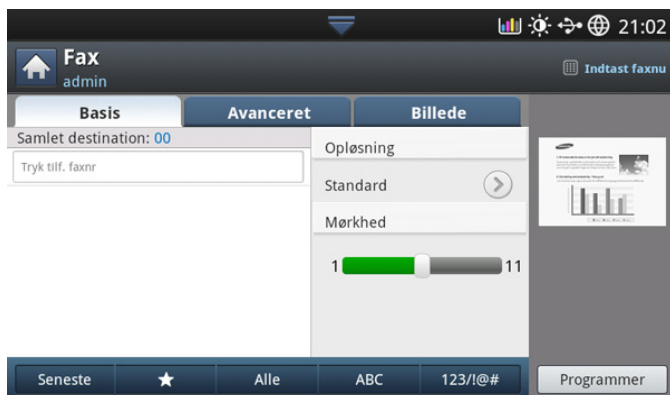 21:02
Fax
admin
Indtast faxnu
Basis
Avanceret
Billede
Samlet destination: 00
Tryk tilf. faxnr
Opløsning
Standard
Mørkhed
1
11
Seneste
Alle
ABC
123/!@#
Programmer